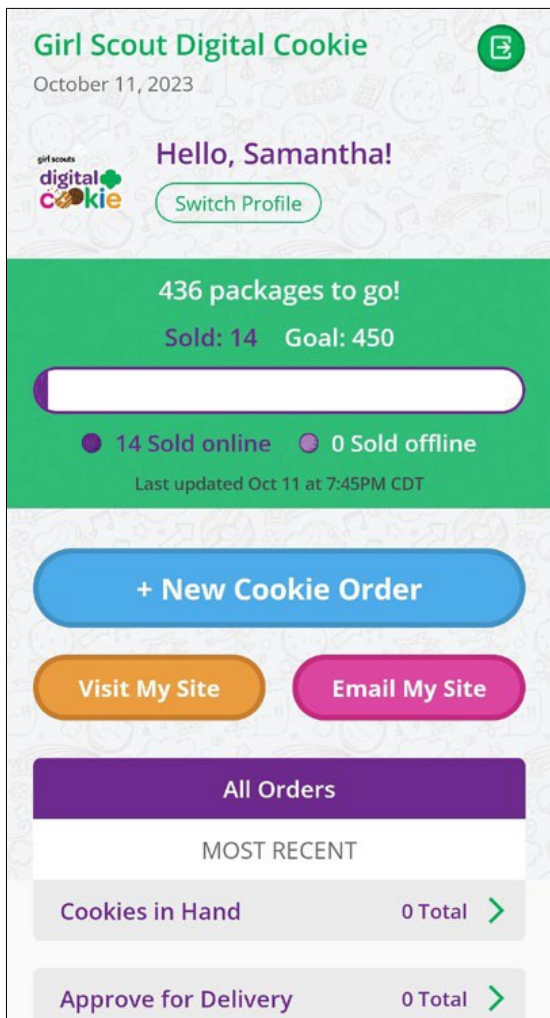 Girl Scout Digital Cookie
October 11, 2023
girl scouts
digital
cookie
Hello, Samantha!
Switch Profile
436 packages to go!
Sold: 14 Goal: 450
14 Sold online 0 Sold offline
Last updated Oct 11 at 7:45PM CDT
+ New Cookie Order
Visit My Site Email My Site
All Orders
MOST RECENT
Cookies in Hand 0 Total
Approve for Delivery 0 Total